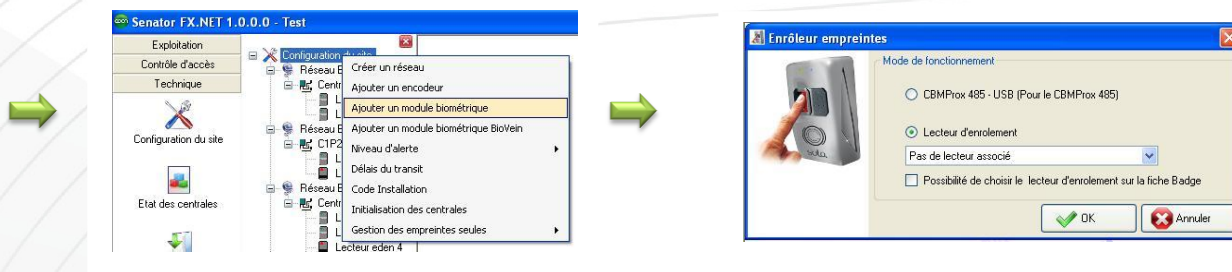 Senator FX.NET 1.0.0.0 - Test
Exploitation
Contrôle d'accès
Technique
Configuration du site
Etat des centrales
Configuration du site
Réseau E
Centr
L
L
Réseau E
C1P2
L
L
Réseau E
Centr
L
L
Lecteur eden 4
Créer un réseau
Ajouter un encodeur
Ajouter un module biométrique
Ajouter un module biométrique BioVein
Niveau d'alerte
Délais du transit
Code Installation
Initialisation des centrales
Gestion des empreintes seules
Enrôleur empreintes
Mode de fonctionnement
CBMProx 485 - USB (Pour le CBMProx 485)
Lecteur d'enrolement
Pas de lecteur associé
Possibilité de choisir le lecteur d'enrolement sur la fiche Badge
OK
Annuler